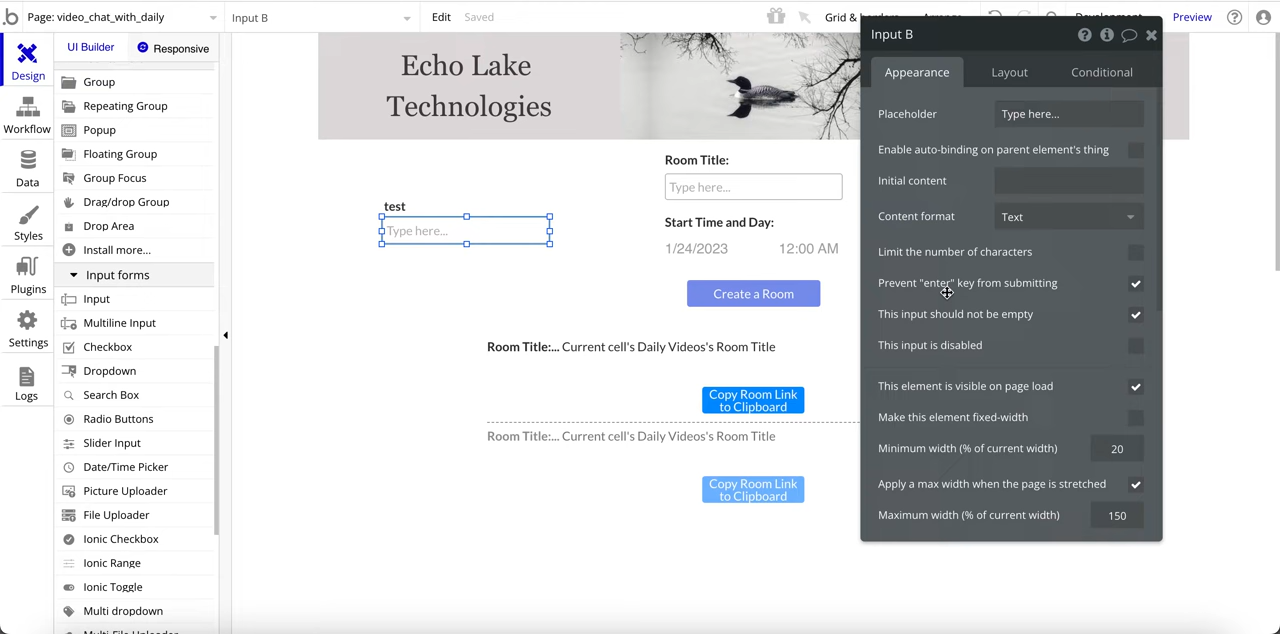 Page: video_chat_with_daily
Input B
Edit
Saved
Preview
Design
Workflow
Data
Styles
Plugins
Settings
Logs
UI Builder
Responsive
Group
Repeating Group
Popup
Floating Group
Group Focus
Drag/drop Group
Drop Area
Install more...
Input forms
Input
Multiline Input
Checkbox
Dropdown
Search Box
Radio Buttons
Slider Input
Date/Time Picker
Picture Uploader
File Uploader
Ionic Checkbox
Ionic Range
Ionic Toggle
Multi dropdown
Echo Lake
Technologies
test
Type here...
Room Title:
Type here...
Start Time and Day:
1/24/2023 12:00 AM
Create a Room
Room Title:... Current cell's Daily Videos's Room Title
Copy Room Link
to Clipboard
Room Title:... Current cell's Daily Videos's Room Title
Copy Room Link
to Clipboard
Input B
Appearance
Layout
Conditional
Placeholder Type here...
Enable auto-binding on parent element's thing
Initial content
Content format Text
Limit the number of characters
Prevent "enter" key from submitting
This input should not be empty
This input is disabled
This element is visible on page load
Make this element fixed-width
Minimum width (% of current width) 20
Apply a max width when the page is stretched
Maximum width (% of current width) 150